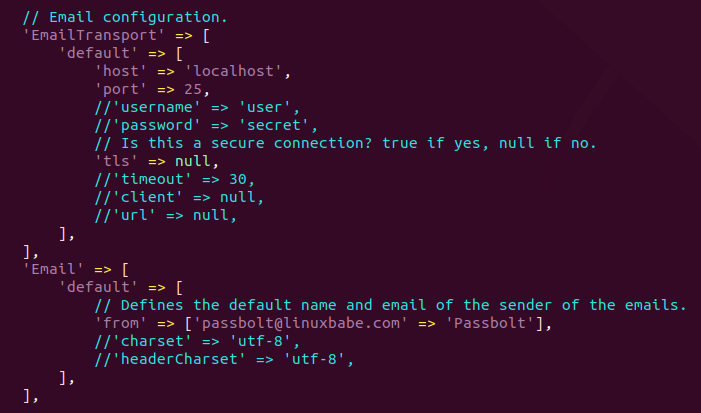 // Email configuration.
'EmailTransport' => [
    'default' => [
        'host' => 'localhost',
        'port' => 25,
        //'username' => 'user',
        //'password' => 'secret',
        // Is this a secure connection? true if yes, null if no.
        'tls' => null,
        //'timeout' => 30,
        //'client' => null,
        //'url' => null,
    ],
],
'Email' => [
    'default' => [
        // Defines the default name and email of the sender of the emails.
        'from' => ['passbolt@linuxbabe.com' => 'Passbolt'],
        //'charset' => 'utf-8',
        //'headerCharset' => 'utf-8',
    ],
],